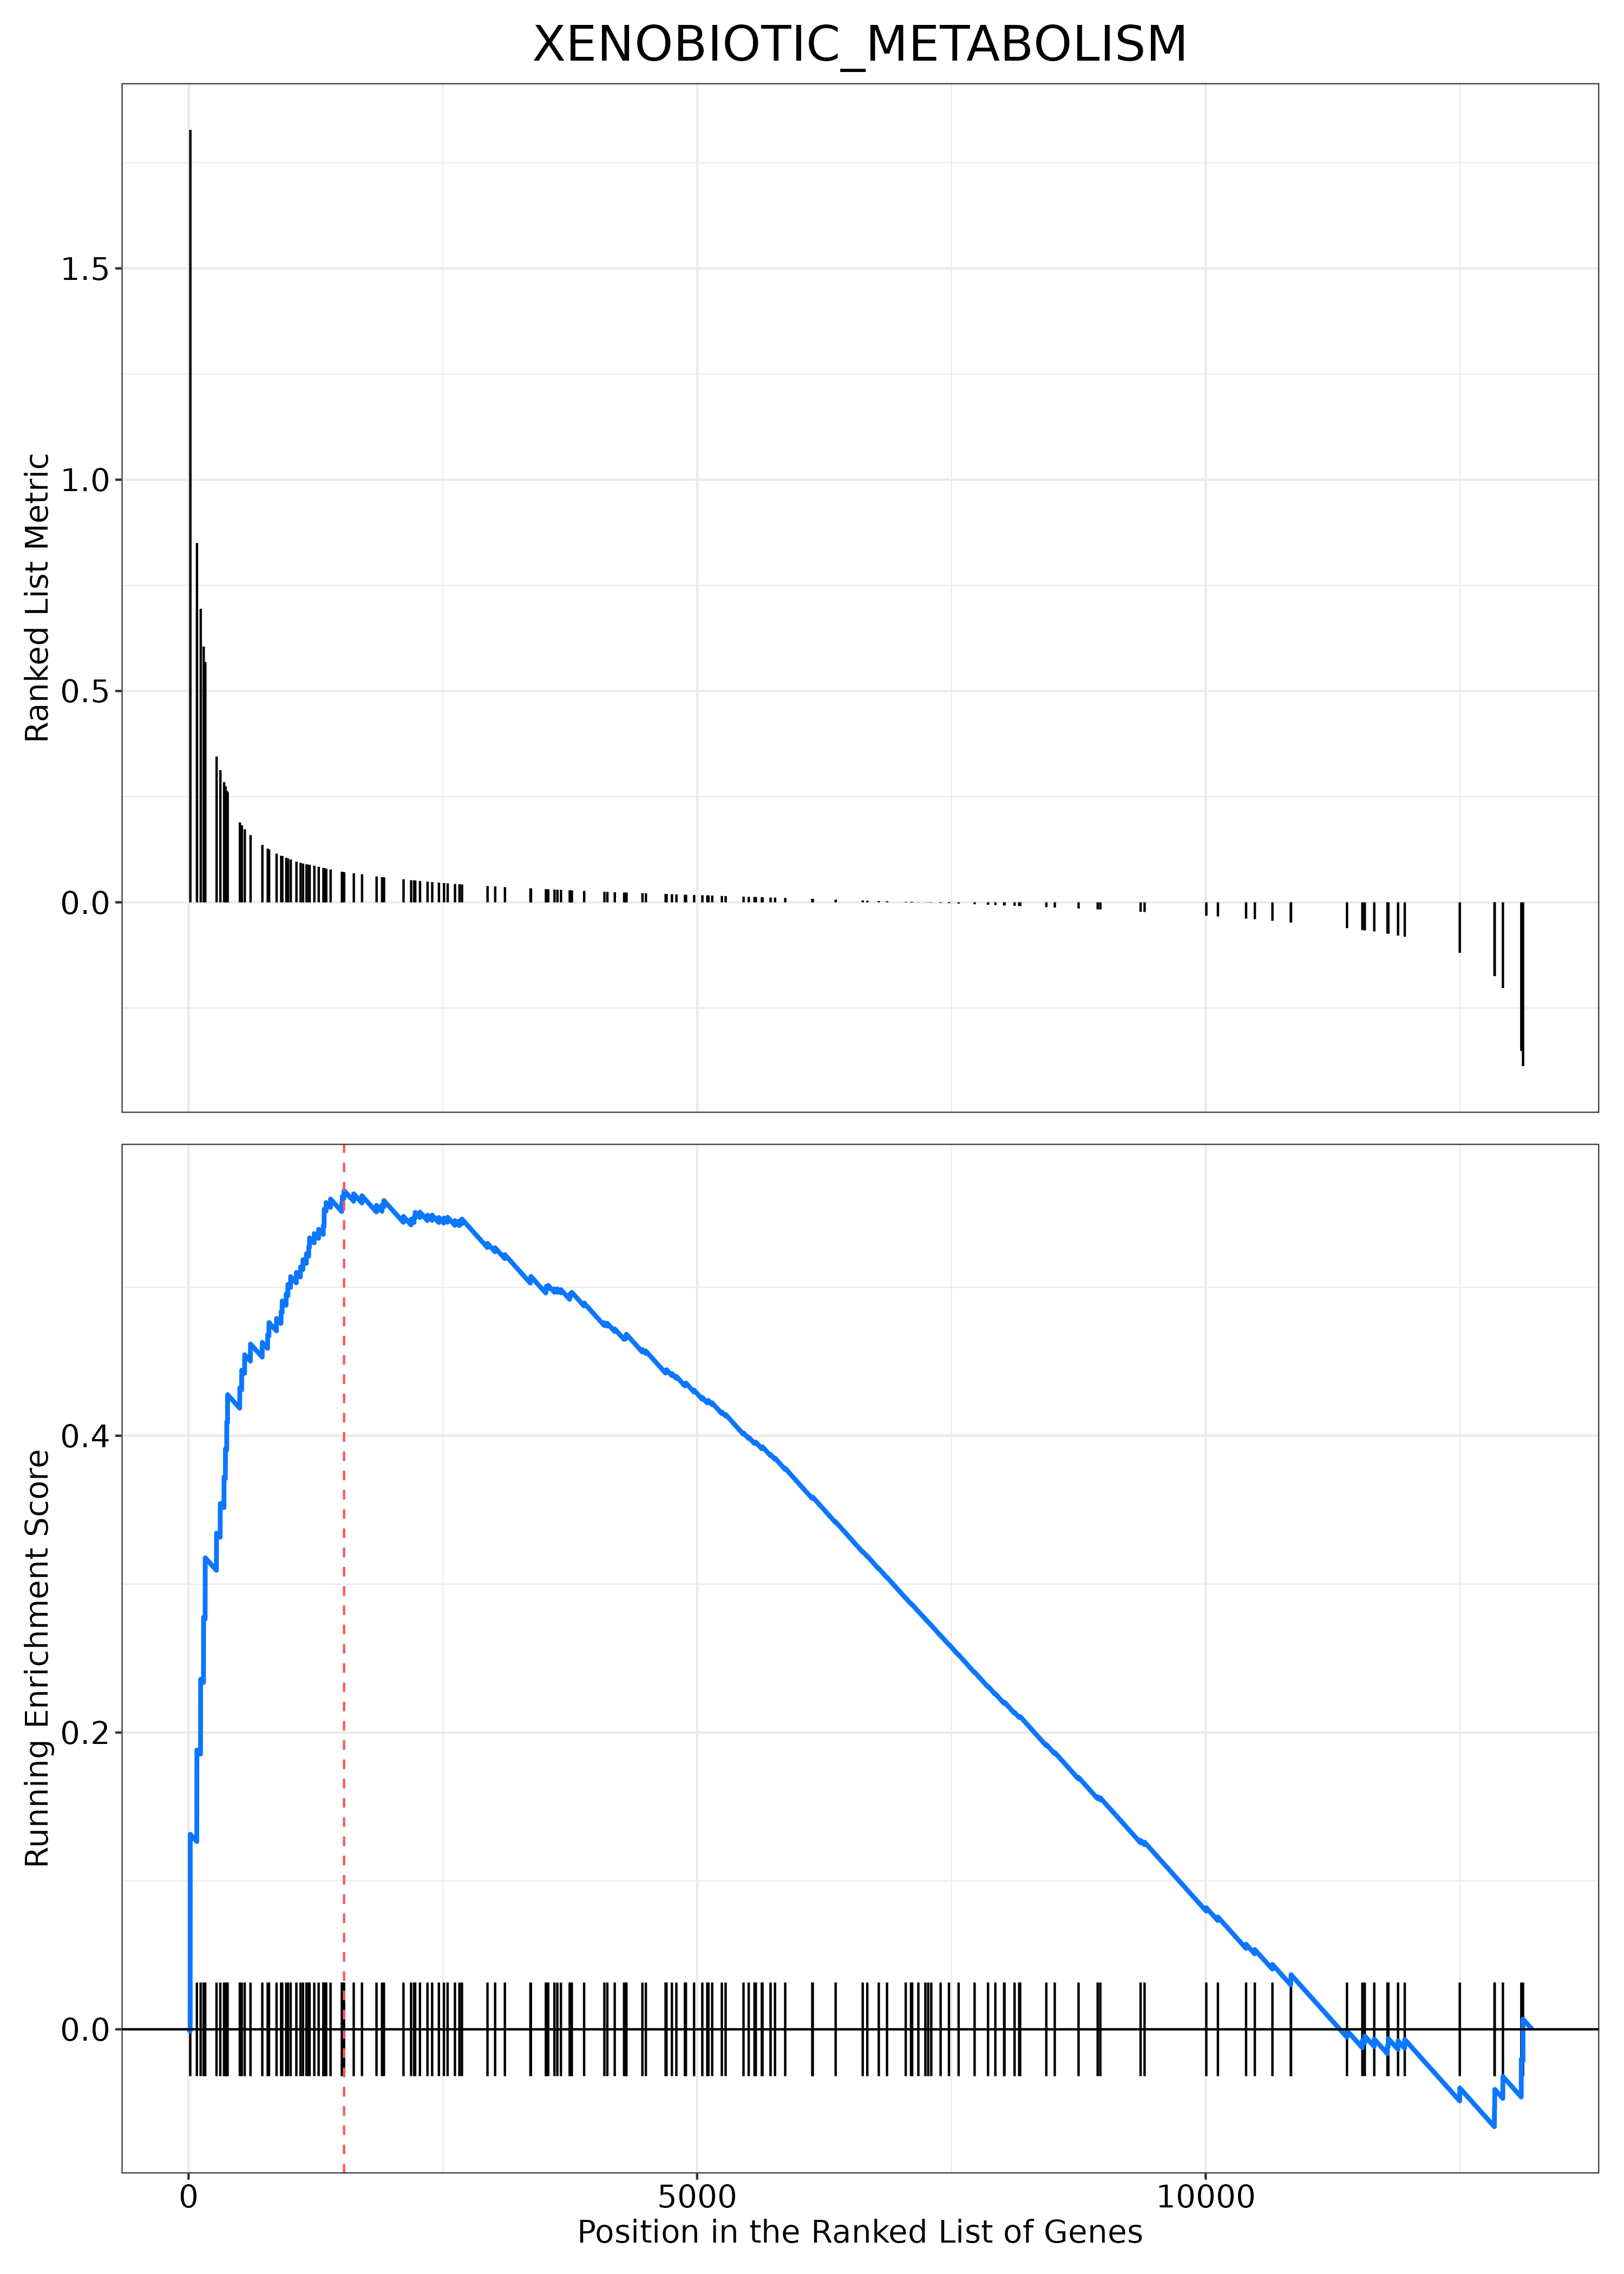 XENOBIOTIC_METABOLISM
Ranked List Metric
1.5
1.0
0.5
0.0
Running Enrichment Score
0.4
0.2
0.0
0 5000 10000
Position in the Ranked List of Genes